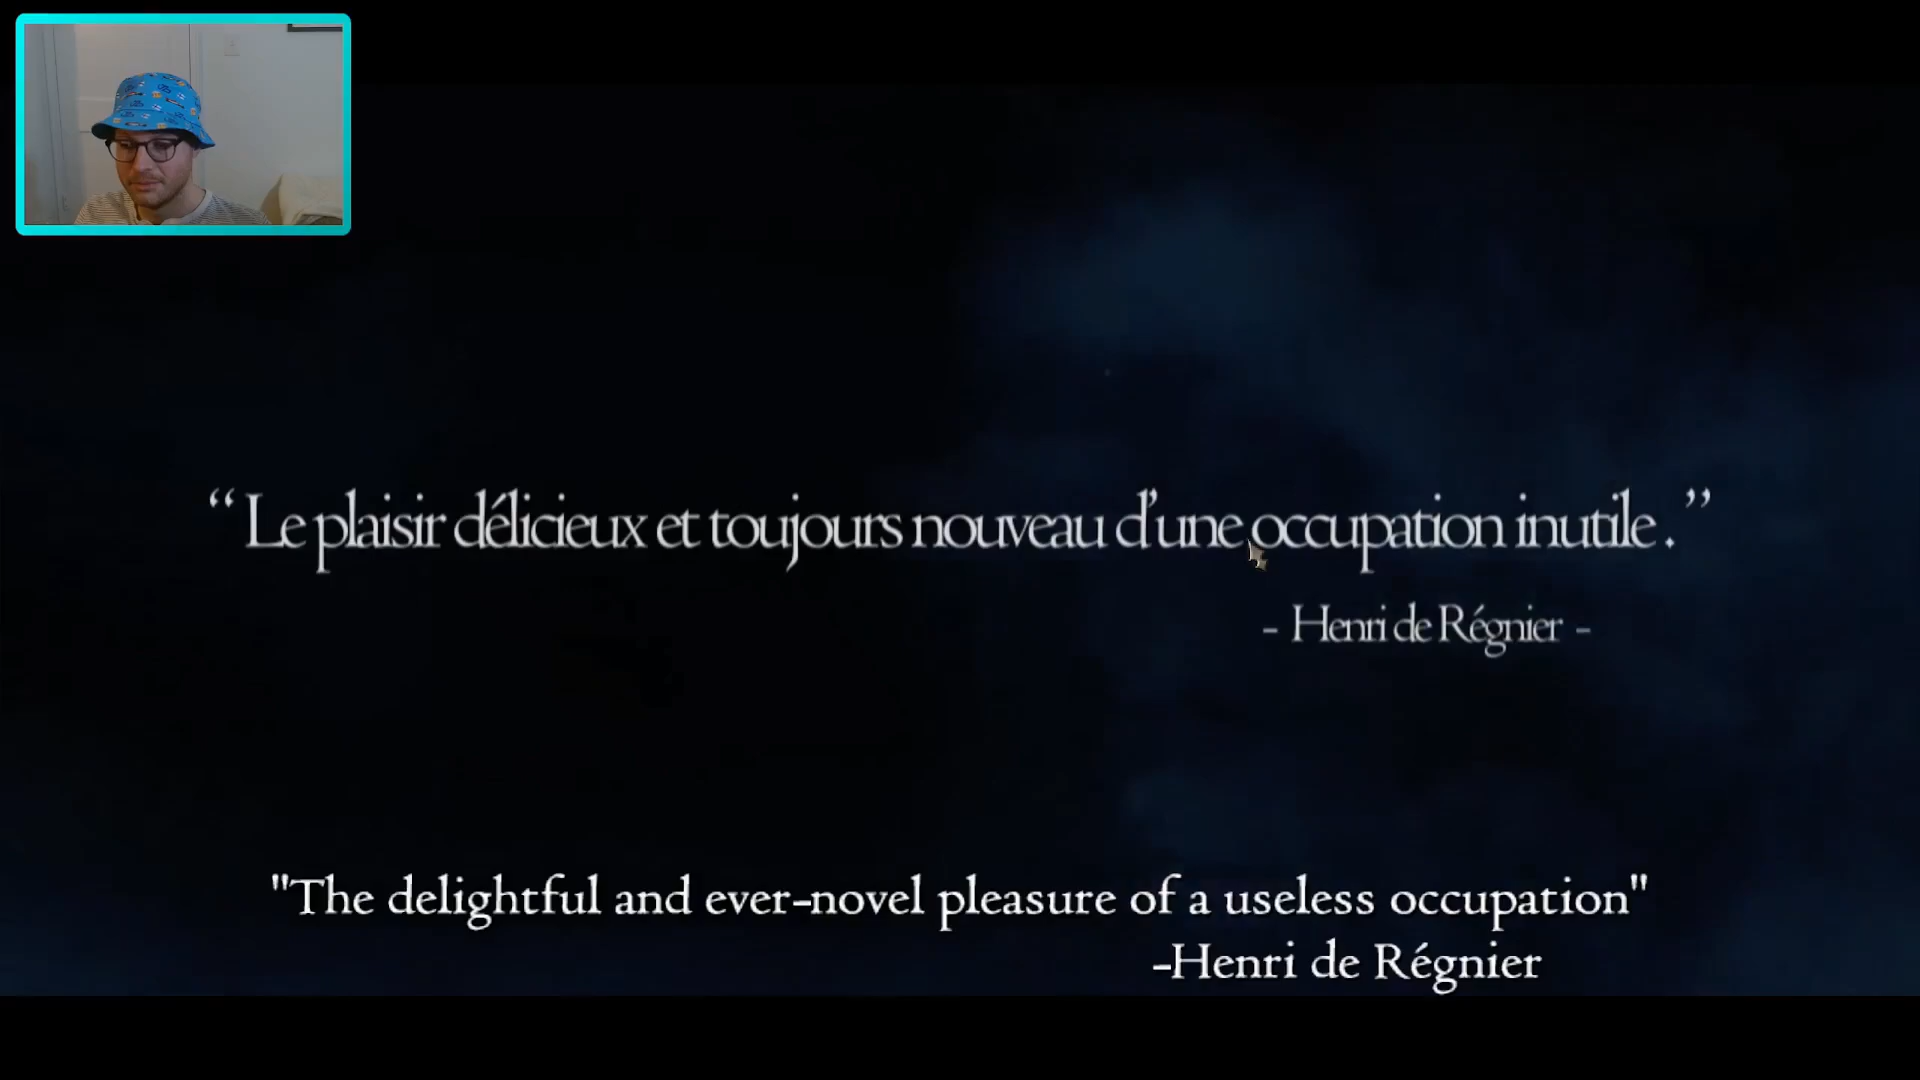 “Le plaisir délicieux et toujours nouveau d’une occupation inutile.”
- Henri de Régnier -
"The delightful and ever-novel pleasure of a useless occupation"
-Henri de Régnier